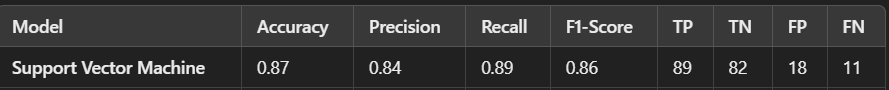 Model Accuracy Precision Recall F1-Score TP TN FP FN
Support Vector Machine 0.87 0.84 0.89 0.86 89 82 18 11